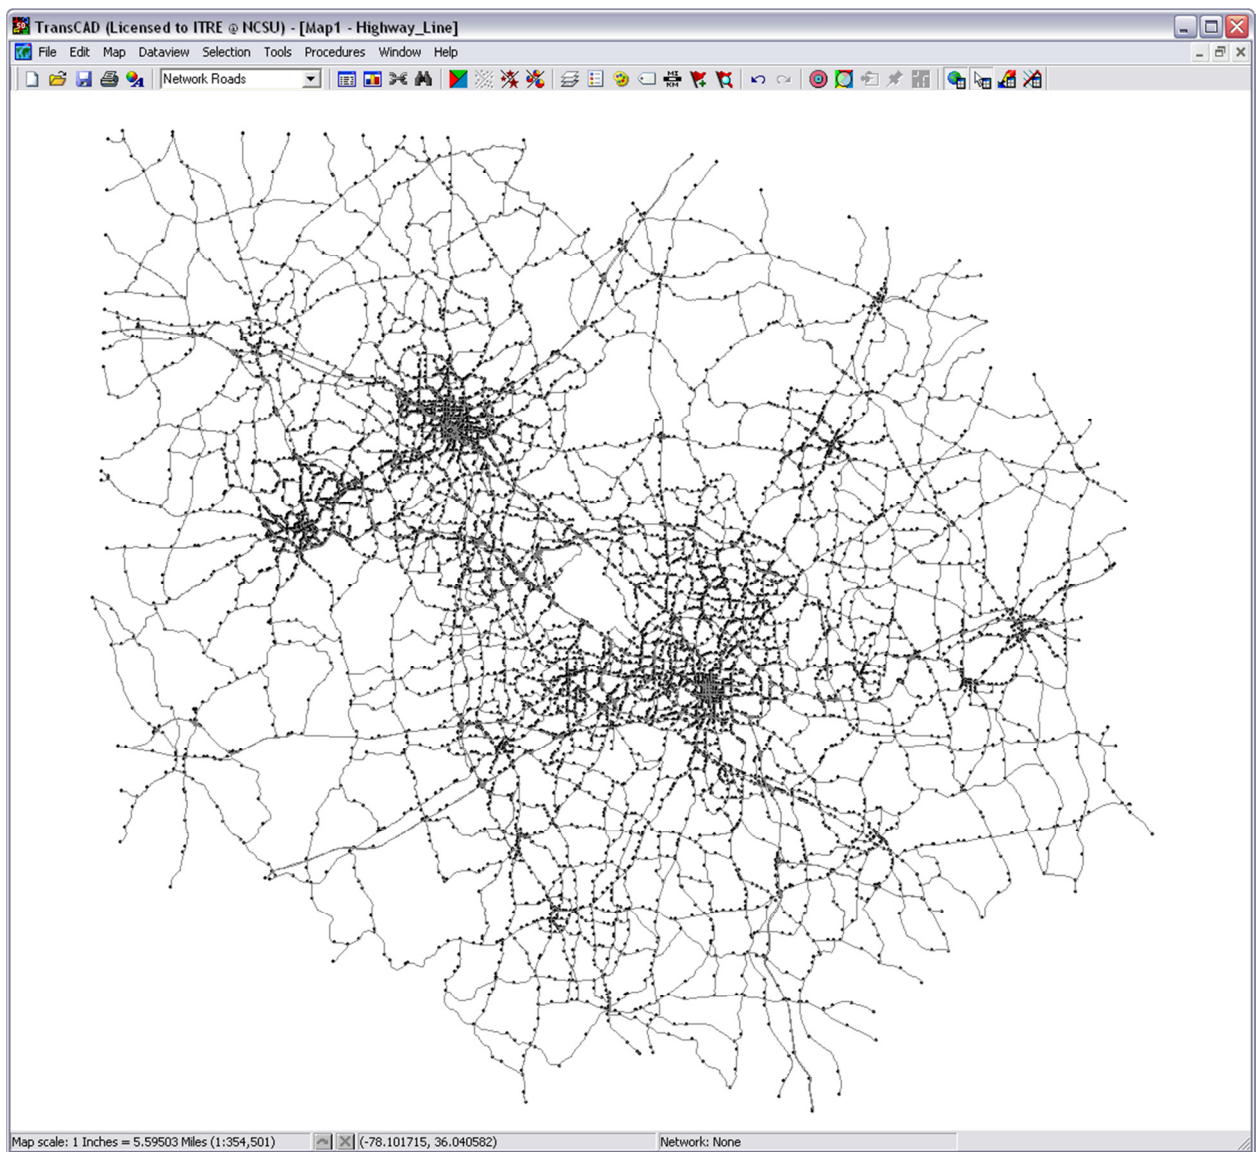 TransCAD (Licensed to ITRE @ NCSU) - [Map1 - Highway_Line]
File Edit Map Dataview Selection Tools Procedures Window Help
Network Roads
Map scale: 1 Inches = 5.59503 Miles (1:354,501) (-78.101715, 36.040582) Network: None